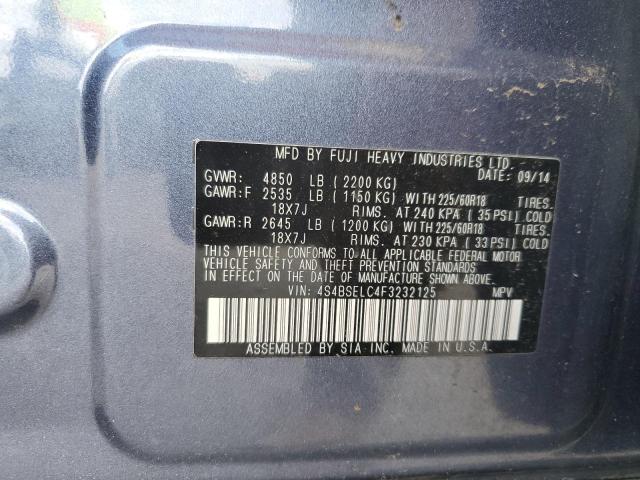 MFD BY FUJI HEAVY INDUSTRIES LTD.
DATE: 09/14
GVWR: 4850 LB (2200 KG)
GAWR:F 2535 LB (1150 KG) WITH 225/60R18 TIRES.
18X7J RIMS. AT 240 KPA (35 PSI) COLD
GAWR:R 2645 LB (1200 KG) WITH 225/60R18 TIRES.
18X7J RIMS. AT 230 KPA (33 PSI) COLD
THIS VEHICLE CONFORMS TO ALL APPLICABLE FEDERAL MOTOR
VEHICLE SAFETY AND THEFT PREVENTION STANDARDS
IN EFFECT ON THE DATE OF MANUFACTURE SHOWN ABOVE.
VIN: 4S4BSELC4F3232125 MPV
ASSEMBLED BY SIA INC. MADE IN U.S.A.